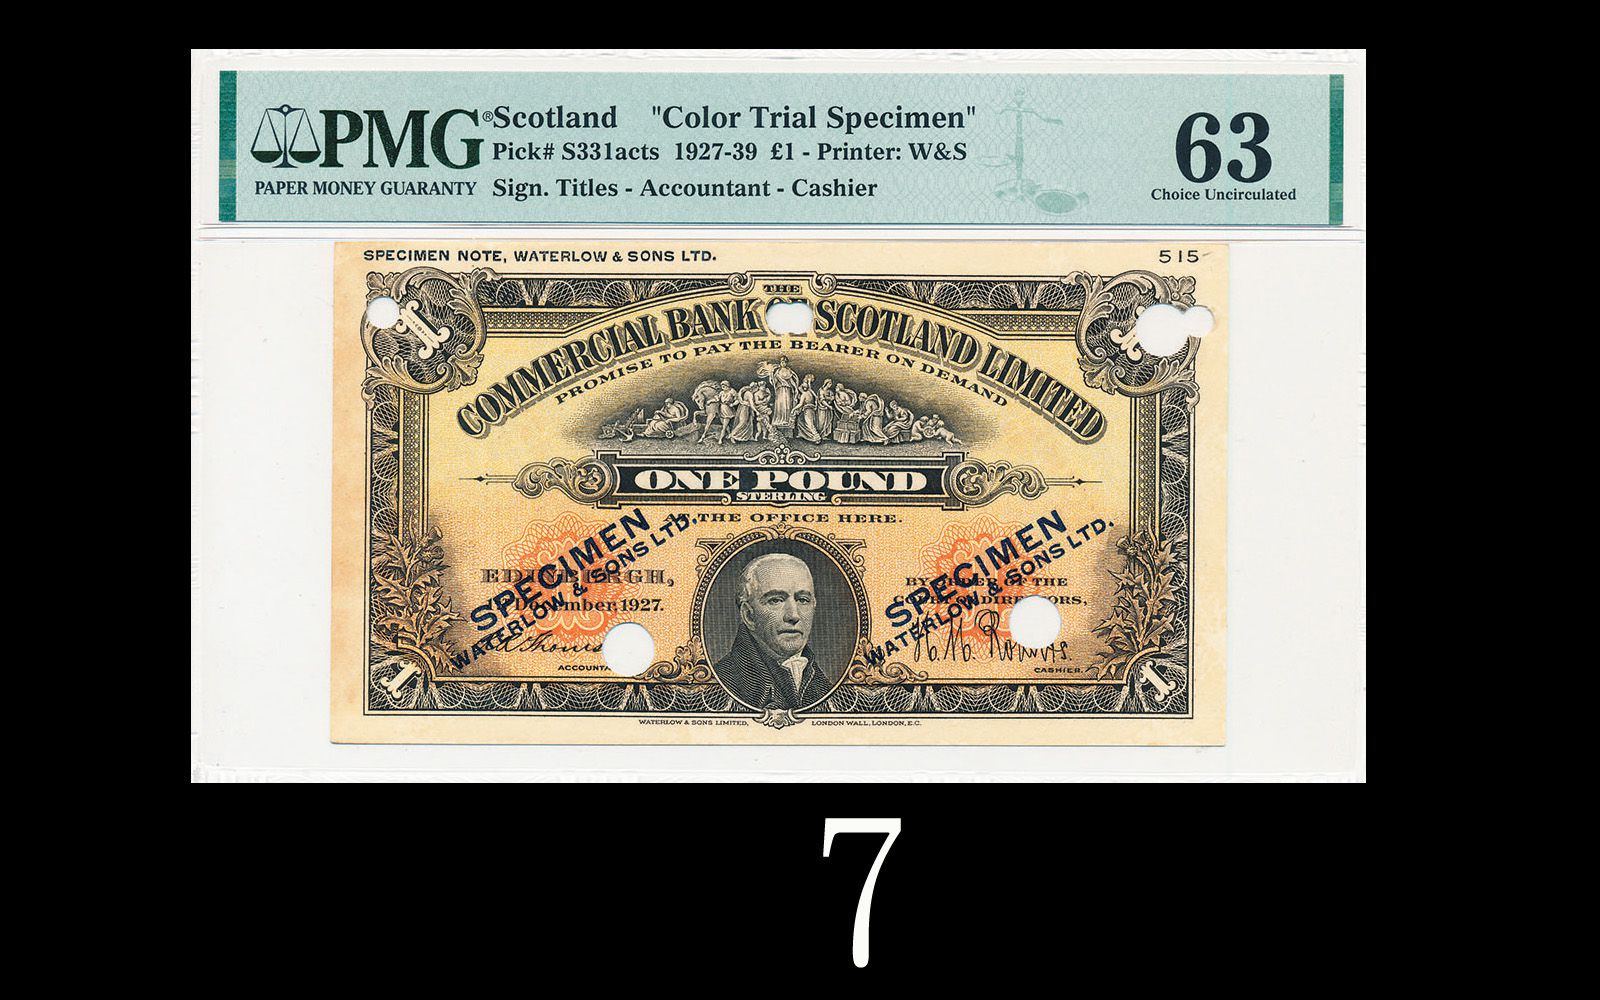 PMG® Scotland "Color Trial Specimen"
Pick# S331acts 1927-39 £1 - Printer: W&S
PAPER MONEY GUARANTY Sign. Titles - Accountant - Cashier
63
Choice Uncirculated
SPECIMEN NOTE, WATERLOW & SONS LTD. 515
1
THE
COMMERCIAL BANK OF SCOTLAND LIMITED
PROMISE TO PAY THE BEARER ON DEMAND
ONE POUND
STERLING
AT THE OFFICE HERE.
EDINBURGH,
December, 1927.
BY ORDER OF THE
COURT OF DIRECTORS,
SPECIMEN
WATERLOW & SONS LTD.
SPECIMEN
WATERLOW & SONS LTD.
CASHIER.
1
1
WATERLOW & SONS LIMITED, LONDON WALL, LONDON, E.C.
7